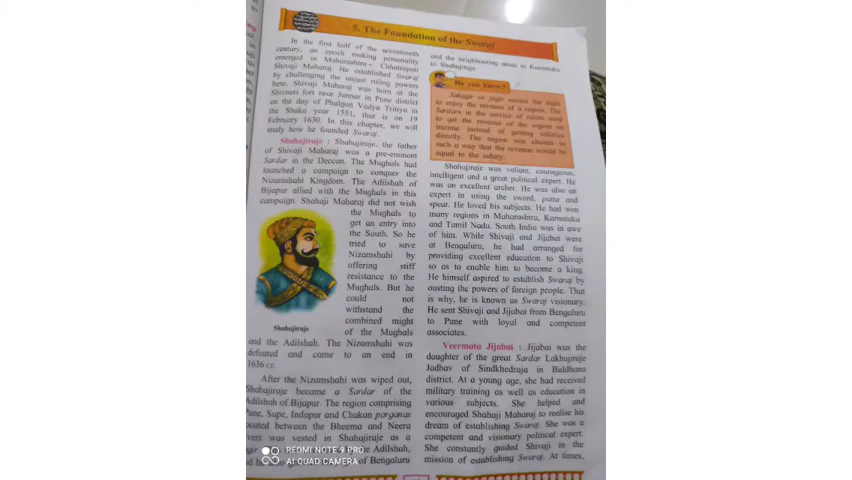 5. The Foundation of the Swaraj
In the first half of the seventeenth
century, an epoch making personality
emerged in Maharashtra – Chhatrapati
Shivaji Maharaj. He established Swaraj
by challenging the unjust ruling powers
here. Shivaji Maharaj was born at the
Shivneri fort near Junnar in Pune district
on the day of Phalgun Vadya Tritiya in
the Shaka year 1551, that is on 19
February 1630. In this chapter, we will
study how he founded Swaraj.
Shahajiraje : Shahajiraje, the father
of Shivaji Maharaj was a pre-eminent
Sardar in the Deccan. The Mughals had
launched a campaign to conquer the
Nizamshahi Kingdom. The Adilshah of
Bijapur allied with the Mughals in this
campaign. Shahaji Maharaj did not wish
the Mughals to
get an entry into
the South. So he
tried to save
Nizamshahi by
offering stiff
resistance to the
Mughals. But he
could not
withstand the
combined might
of the Mughals
Shahajiraje
and the Adilshah. The Nizamshahi was
defeated and came to an end in
1636 CE.
After the Nizamshahi was wiped out,
Shahajiraje became a Sardar of the
Adilshah of Bijapur. The region comprising
Pune, Supe, Indapur and Chakan parganas
located between the Bheema and Neera
vers was vested in Shahajiraje as a
e Adilshah,
of Bengaluru
REDMI NOTE 9 PRO
AI QUAD CAMERA
and the neighbouring areas in Karnataka
to Shahajiraje.
Do you know?
Jahagir or jagir means the right
to enjoy the revenue of a region. The
Sardars in the service of rulers used
to get the revenue of the region as
income instead of getting salaries
directly. The region was chosen in
such a way that the revenue would be
equal to the salary.
Shahajiraje was valiant, courageous,
intelligent and a great political expert. He
was an excellent archer. He was also an
expert in using the sword, patta and
spear. He loved his subjects. He had won
many regions in Maharashtra, Karnataka
and Tamil Nadu. South India was in awe
of him. While Shivaji and Jijabai were
at Bengaluru, he had arranged for
providing excellent education to Shivaji
so as to enable him to become a king.
He himself aspired to establish Swaraj by
ousting the powers of foreign people. That
is why, he is known as Swaraj visionary.
He sent Shivaji and Jijabai from Bengaluru
to Pune with loyal and competent
associates.
Veermata Jijabai : Jijabai was the
daughter of the great Sardar Lakhujiraje
Jadhav of Sindkhedraja in Buldhana
district. At a young age, she had received
military training as well as education in
various subjects. She helped and
encouraged Shahaji Maharaj to realise his
dream of establishing Swaraj. She was a
competent and visionary political expert.
She constantly guided Shivaji in the
mission of establishing Swaraj. At times,